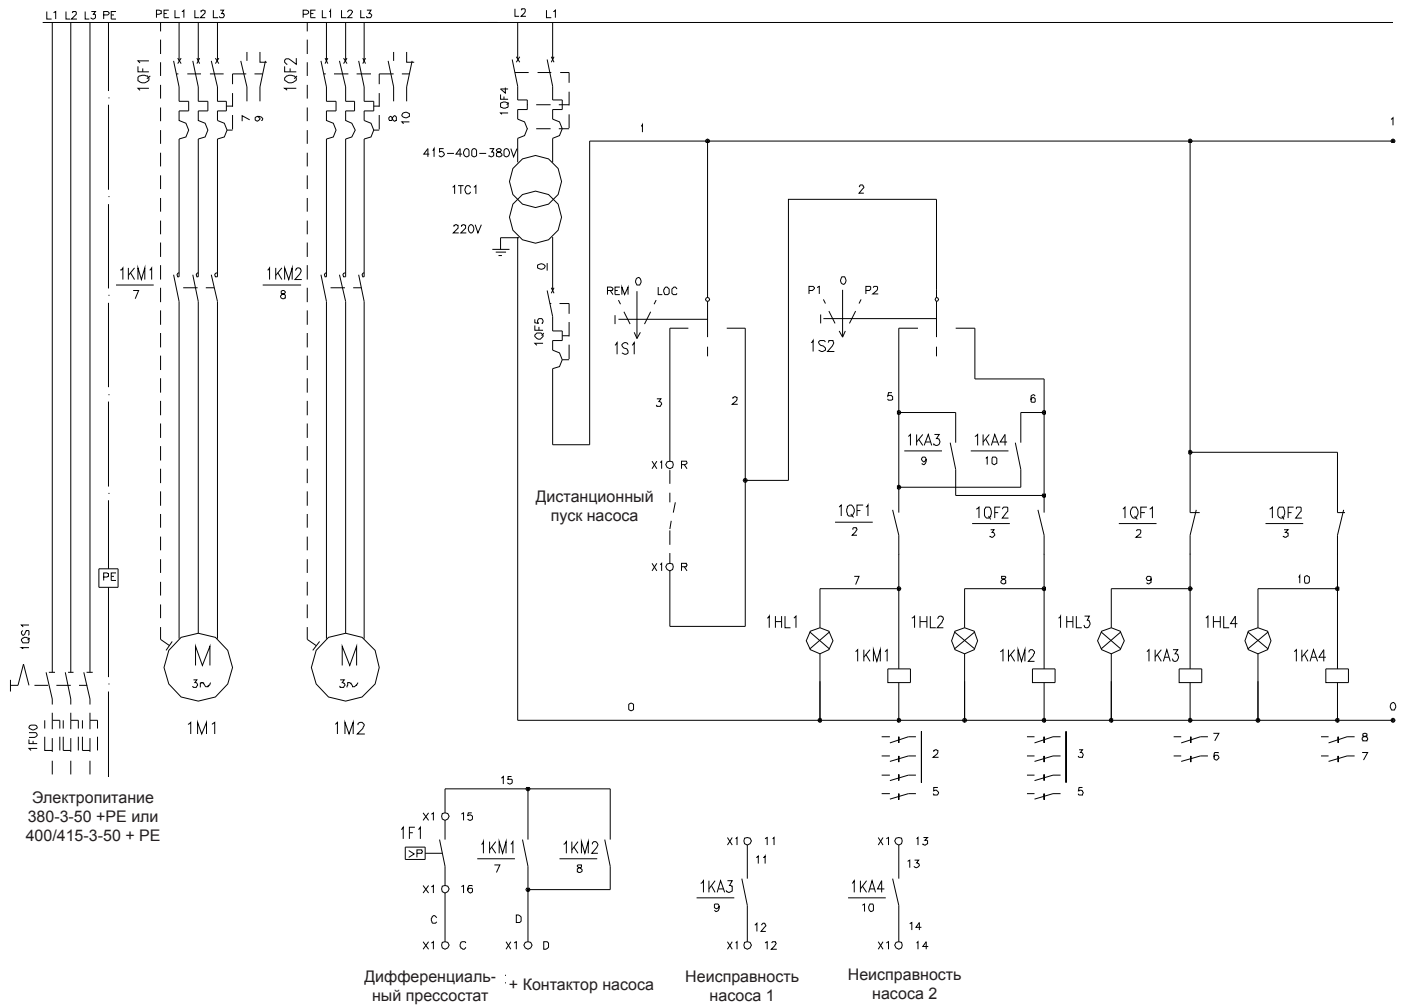 L1 L2 L3 PE
PE L1 L2 L3
PE L1 L2 L3
L2 L1
1QF1
7
9
1QF2
8
10
1QF4
415-400-380V
1TC1
220V
0
1QF5
1
1
2
1KM1
7
1KM2
8
REM 0 LOC
1S1
P1 0 P2
1S2
3
2
5
6
1KA3
9
1KA4
10
X1 R
Дистанционный
пуск насоса
X1 R
1QF1
2
1QF2
3
1QF1
2
1QF2
3
PE
7
8
9
10
1HL1
1HL2
1HL3
1HL4
1KM1
1KM2
1KA3
1KA4
1QS1
M
3~
1M1
M
3~
1M2
0
0
1FU0
2
5
3
5
7
6
8
7
Электропитание
380-3-50 +PE или
400/415-3-50 + PE
15
X1 15
1F1
>P
1KM1
7
1KM2
8
X1 16
C
D
X1 C
X1 D
Дифференциаль-
ный прессостат
+ Контактор насоса
X1 11
11
1KA3
9
12
X1 12
Неисправность
насоса 1
X1 13
13
1KA4
10
14
X1 14
Неисправность
насоса 2